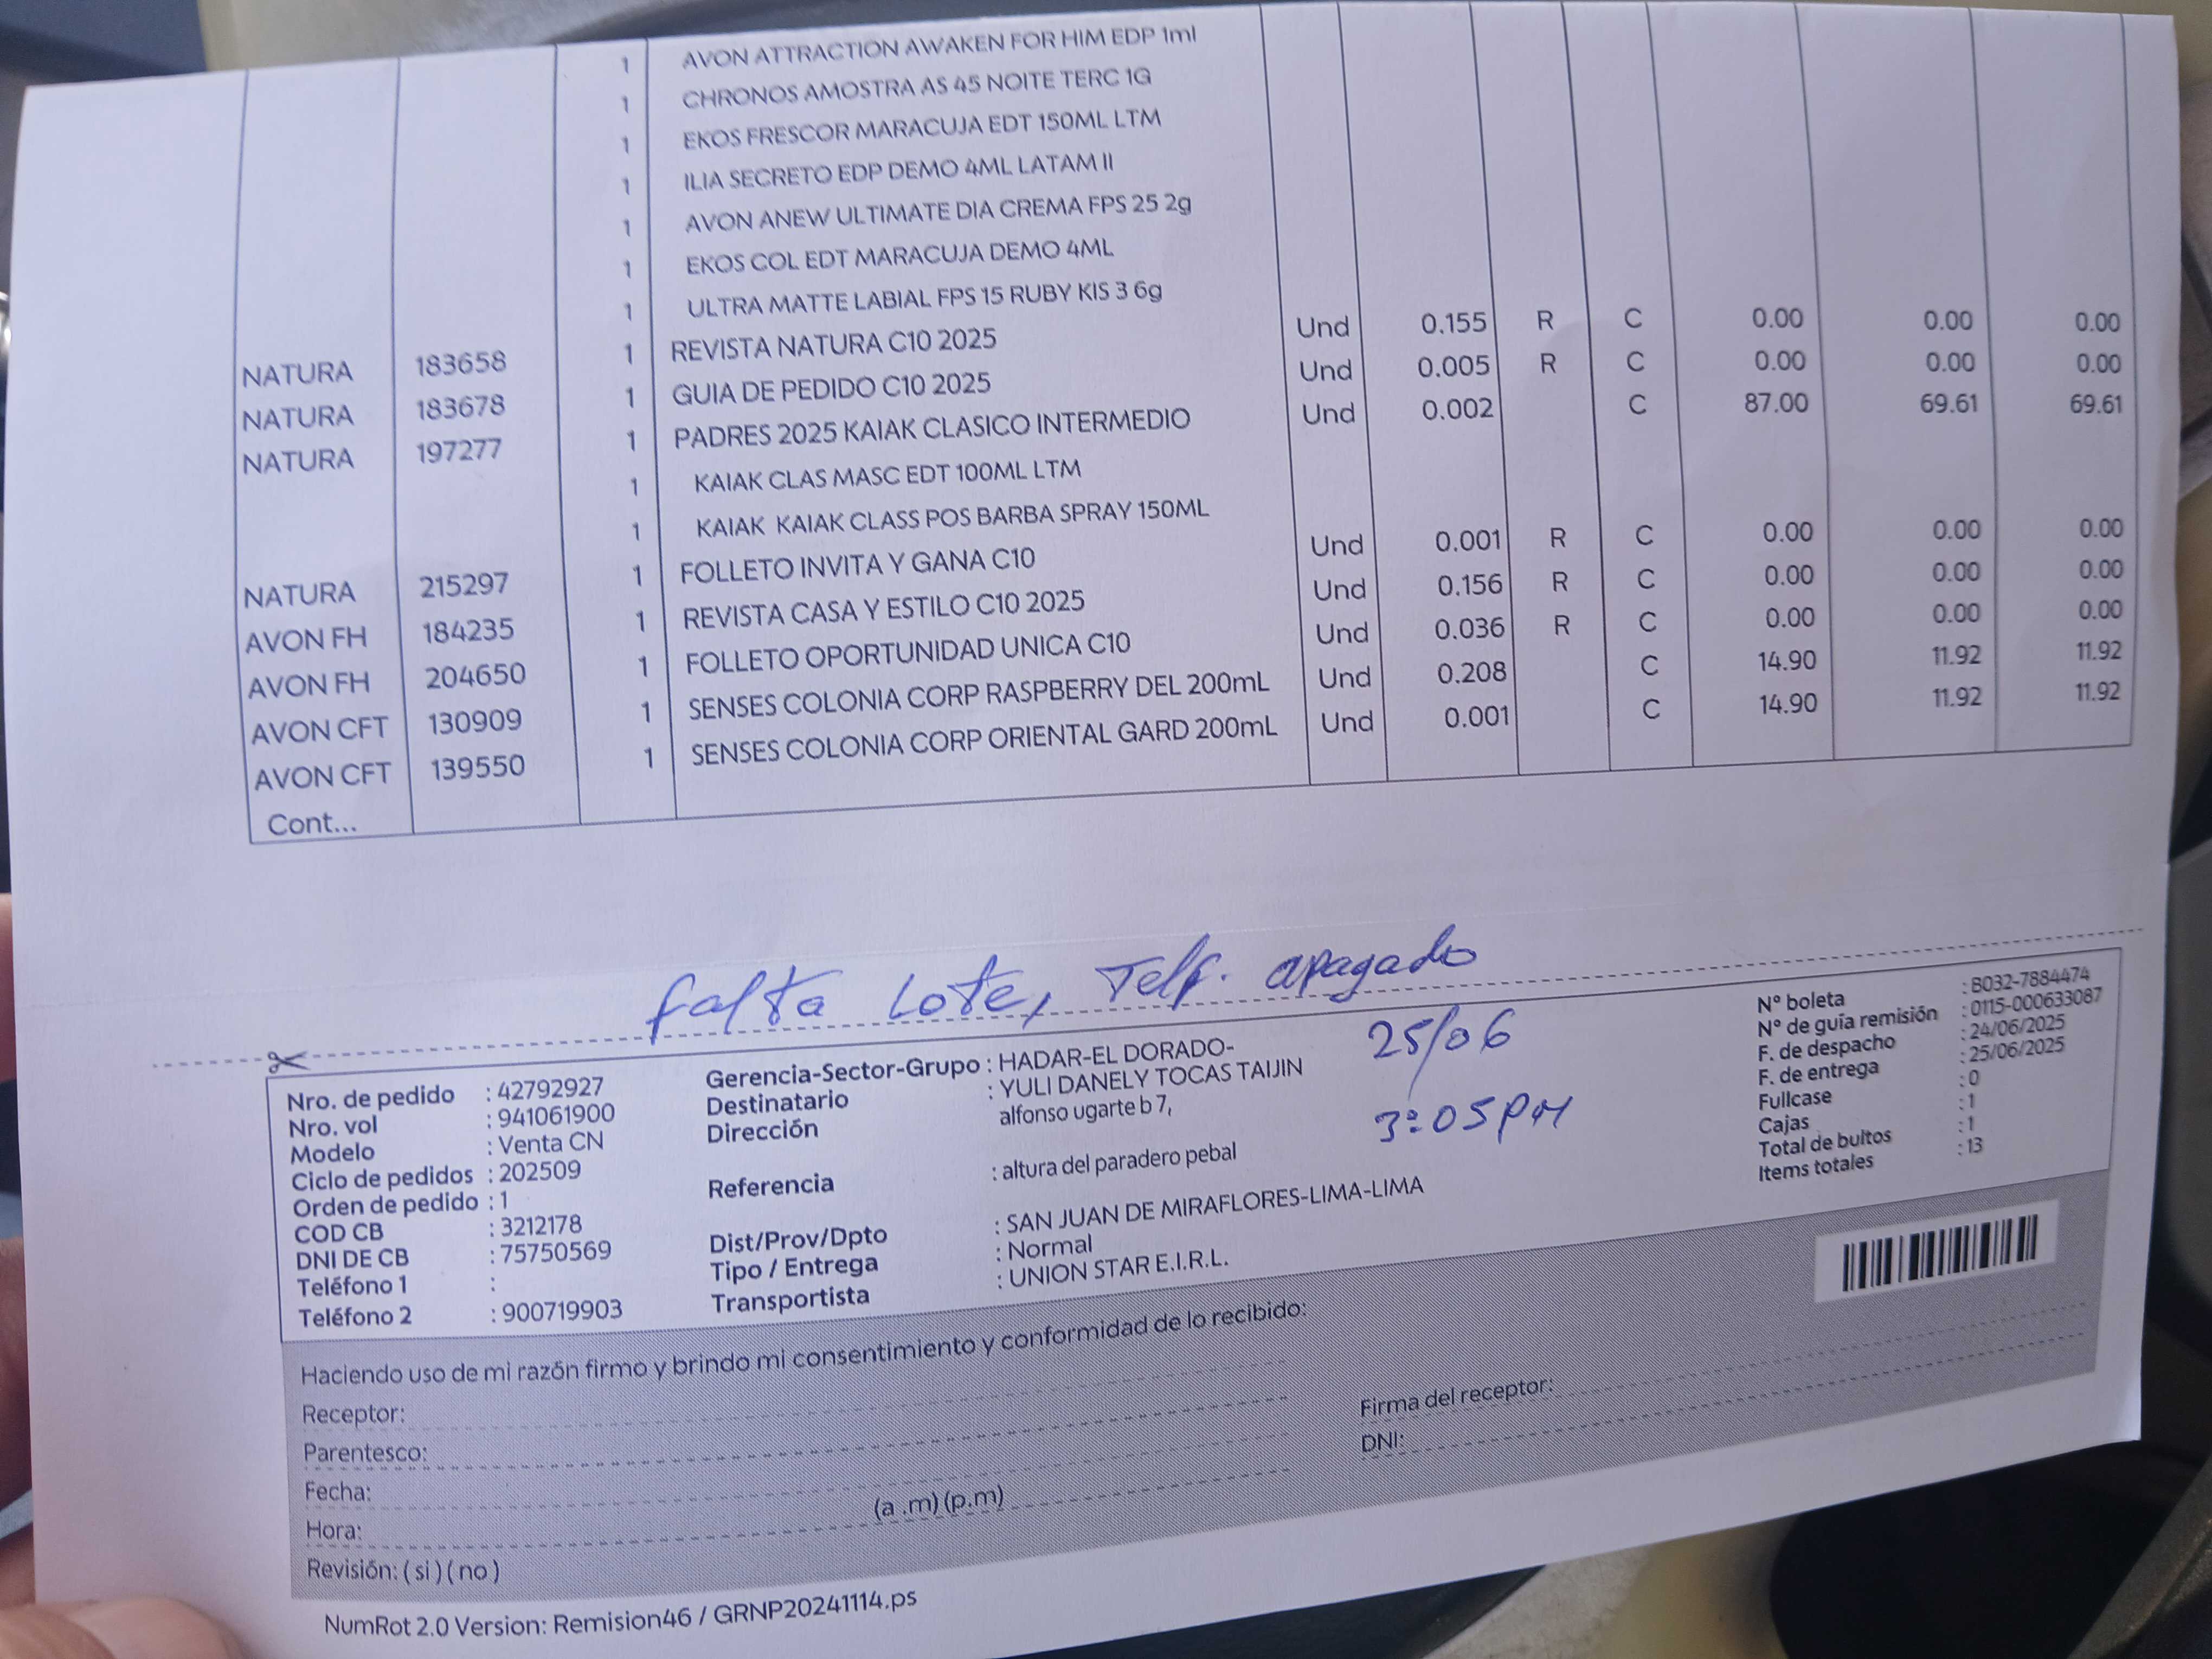 1 AVON ATTRACTION AWAKEN FOR HIM EDP 1ml
1 CHRONOS AMOSTRA AS 45 NOITE TERC 1G
1 EKOS FRESCOR MARACUJA EDT 150ML LTM
1 ILIA SECRETO EDP DEMO 4ML LATAM II
1 AVON ANEW ULTIMATE DIA CREMA FPS 25 2g
1 EKOS COL EDT MARACUJA DEMO 4ML
1 ULTRA MATTE LABIAL FPS 15 RUBY KIS 3 6g
NATURA 183658 1 REVISTA NATURA C10 2025 Und 0.155 R C 0.00 0.00 0.00
NATURA 183678 1 GUIA DE PEDIDO C10 2025 Und 0.005 R C 0.00 0.00 0.00
NATURA 197277 1 PADRES 2025 KAIAK CLASICO INTERMEDIO Und 0.002 C 87.00 69.61 69.61
1 KAIAK CLAS MASC EDT 100ML LTM
1 KAIAK KAIAK CLASS POS BARBA SPRAY 150ML
NATURA 215297 1 FOLLETO INVITA Y GANA C10 Und 0.001 R C 0.00 0.00 0.00
AVON FH 184235 1 REVISTA CASA Y ESTILO C10 2025 Und 0.156 R C 0.00 0.00 0.00
AVON FH 204650 1 FOLLETO OPORTUNIDAD UNICA C10 Und 0.036 R C 0.00 0.00 0.00
AVON CFT 130909 1 SENSES COLONIA CORP RASPBERRY DEL 200mL Und 0.208 C 14.90 11.92 11.92
AVON CFT 139550 1 SENSES COLONIA CORP ORIENTAL GARD 200mL Und 0.001 C 14.90 11.92 11.92
Cont...
falta Lote, Telf. apagado
25/06
3:05 PM
Nro. de pedido : 42792927
Nro. vol : 941061900
Modelo : Venta CN
Ciclo de pedidos : 202509
Orden de pedido : 1
COD CB : 3212178
DNI DE CB : 75750569
Teléfono 1 :
Teléfono 2 : 900719903
Gerencia-Sector-Grupo : HADAR-EL DORADO-
Destinatario : YULI DANELY TOCAS TAIJIN
Dirección alfonso ugarte b 7,
Referencia : altura del paradero pebal
Dist/Prov/Dpto : SAN JUAN DE MIRAFLORES-LIMA-LIMA
Tipo / Entrega : Normal
Transportista : UNION STAR E.I.R.L.
N° boleta : B032-7884474
N° de guía remisión : 0115-000633087
F. de despacho : 24/06/2025
F. de entrega : 25/06/2025
Fullcase : 0
Cajas : 1
Total de bultos : 1
Items totales : 13
Haciendo uso de mi razón firmo y brindo mi consentimiento y conformidad de lo recibido:
Receptor:
Parentesco:
Fecha:
Hora: (a .m) (p.m)
Revisión: ( si ) ( no )
Firma del receptor:
DNI:
NumRot 2.0 Version: Remision46 / GRNP20241114.ps